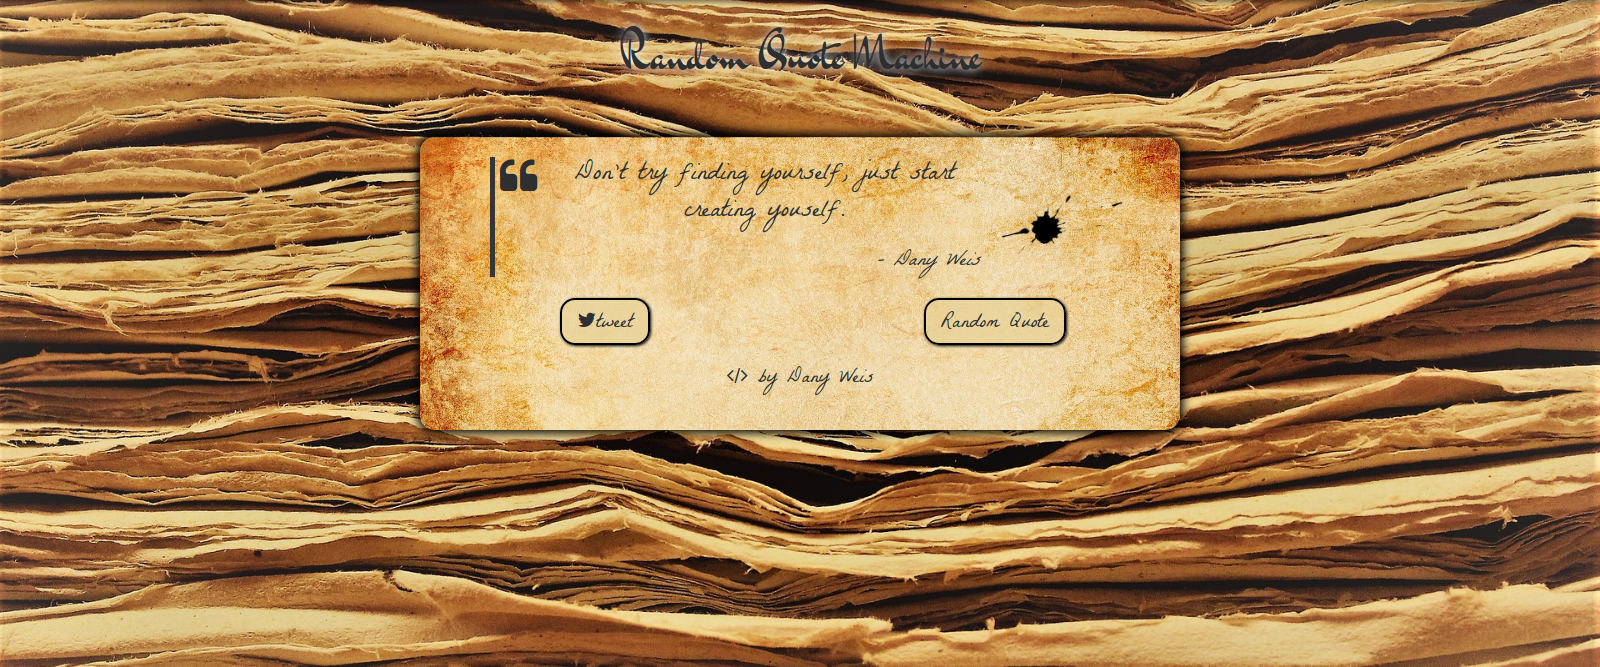 Random Quote Machine
Don't try finding yourself, just start
creating youself.
- Dany Weis
tweet
Random Quote
</> by Dany Weis